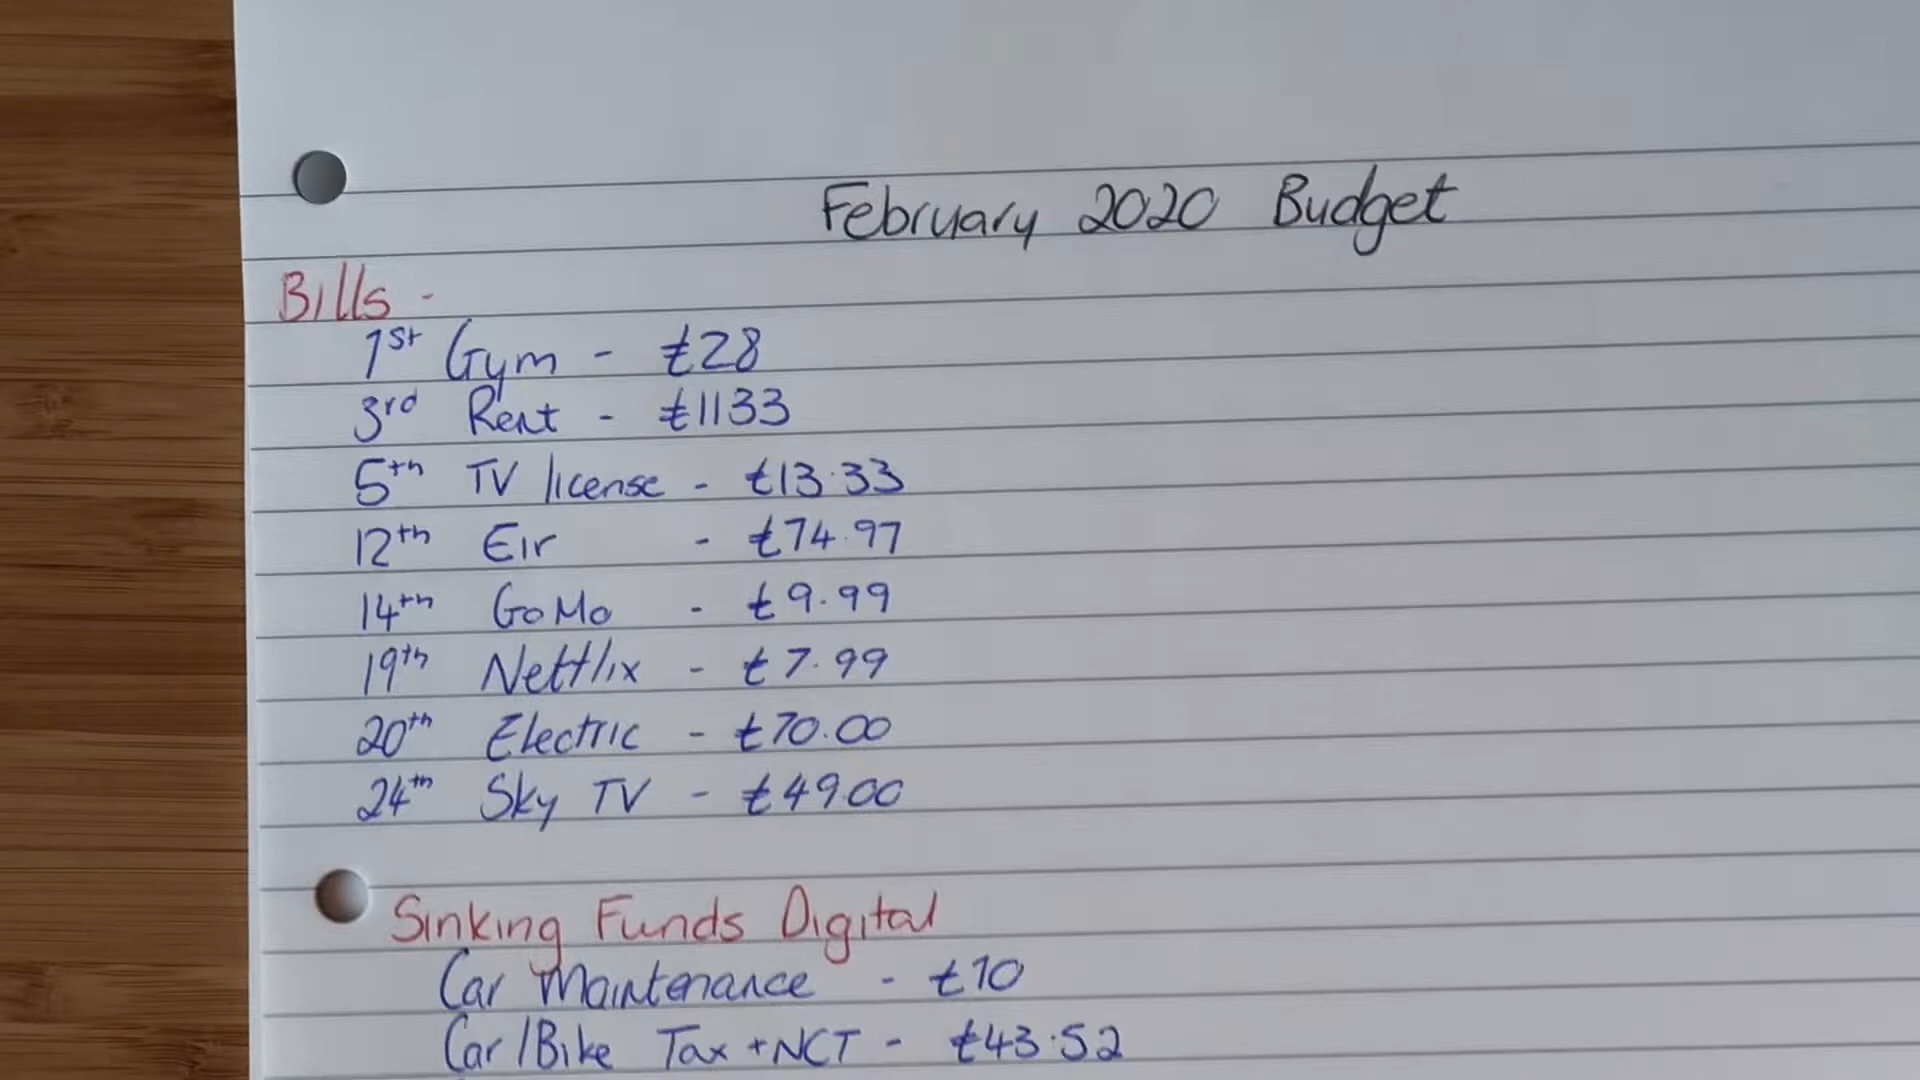 February 2020 Budget
Bills -
1st Gym - £28
3rd Rent - £1133
5th TV license - £13.33
12th Eir - £74.97
14th GoMo - £9.99
19th Netflix - £7.99
20th Electric - £70.00
24th Sky TV - £49.00
Sinking Funds Digital
Car Maintenance - £10
Car/Bike Tax + NCT - £43.52